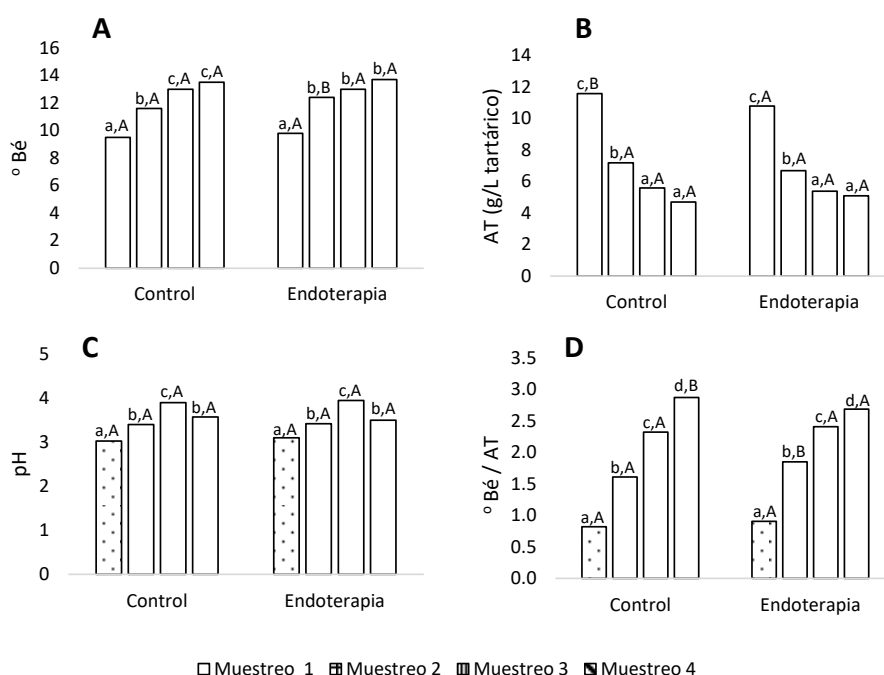 A
16
14
12
10
8
6
4
2
0
º Bé
a,A
b,A
c,A
c,A
a,A
b,B
b,A
b,A
Control
Endoterapia
B
14
12
10
8
6
4
2
0
AT (g/L tartárico)
c,B
b,A
a,A
a,A
c,A
b,A
a,A
a,A
Control
Endoterapia
C
5
4
3
2
1
0
pH
a,A
b,A
c,A
b,A
a,A
b,A
c,A
b,A
Control
Endoterapia
D
3.5
3.0
2.5
2.0
1.5
1.0
0.5
0.0
º Bé / AT
a,A
b,A
c,A
d,B
a,A
b,B
c,A
d,A
Control
Endoterapia
Muestreo 1 Muestreo 2 Muestreo 3 Muestreo 4